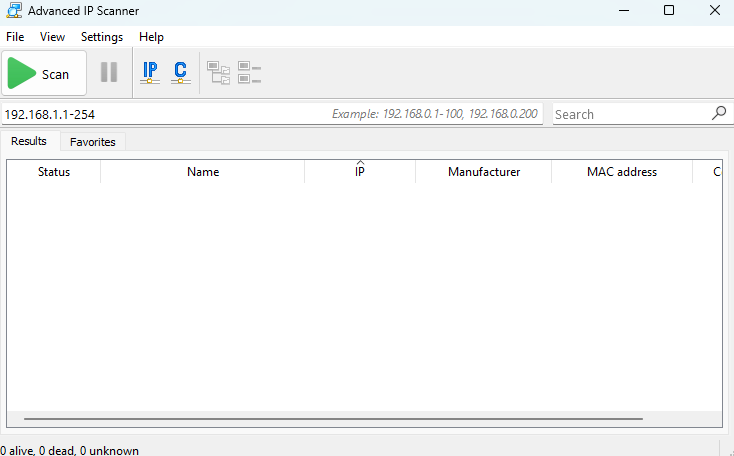 Advanced IP Scanner
File View Settings Help
Scan IP C
192.168.1.1-254 Example: 192.168.0.1-100, 192.168.0.200 Search
Results Favorites
Status Name IP Manufacturer MAC address C
0 alive, 0 dead, 0 unknown